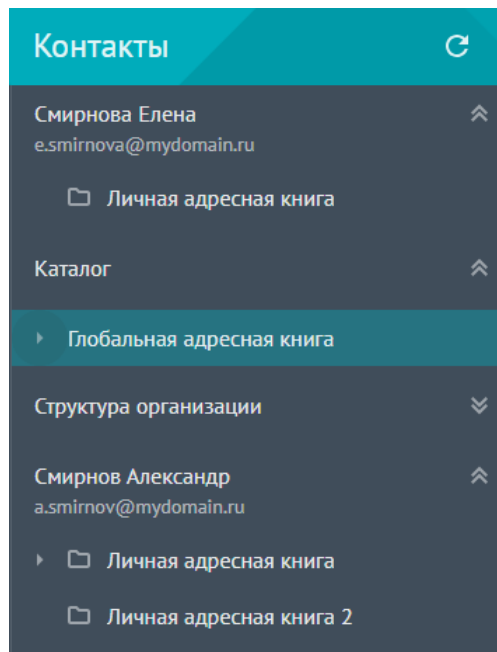 Контакты
Смирнова Елена
e.smirnova@mydomain.ru
Личная адресная книга
Каталог
Глобальная адресная книга
Структура организации
Смирнов Александр
a.smirnov@mydomain.ru
Личная адресная книга
Личная адресная книга 2